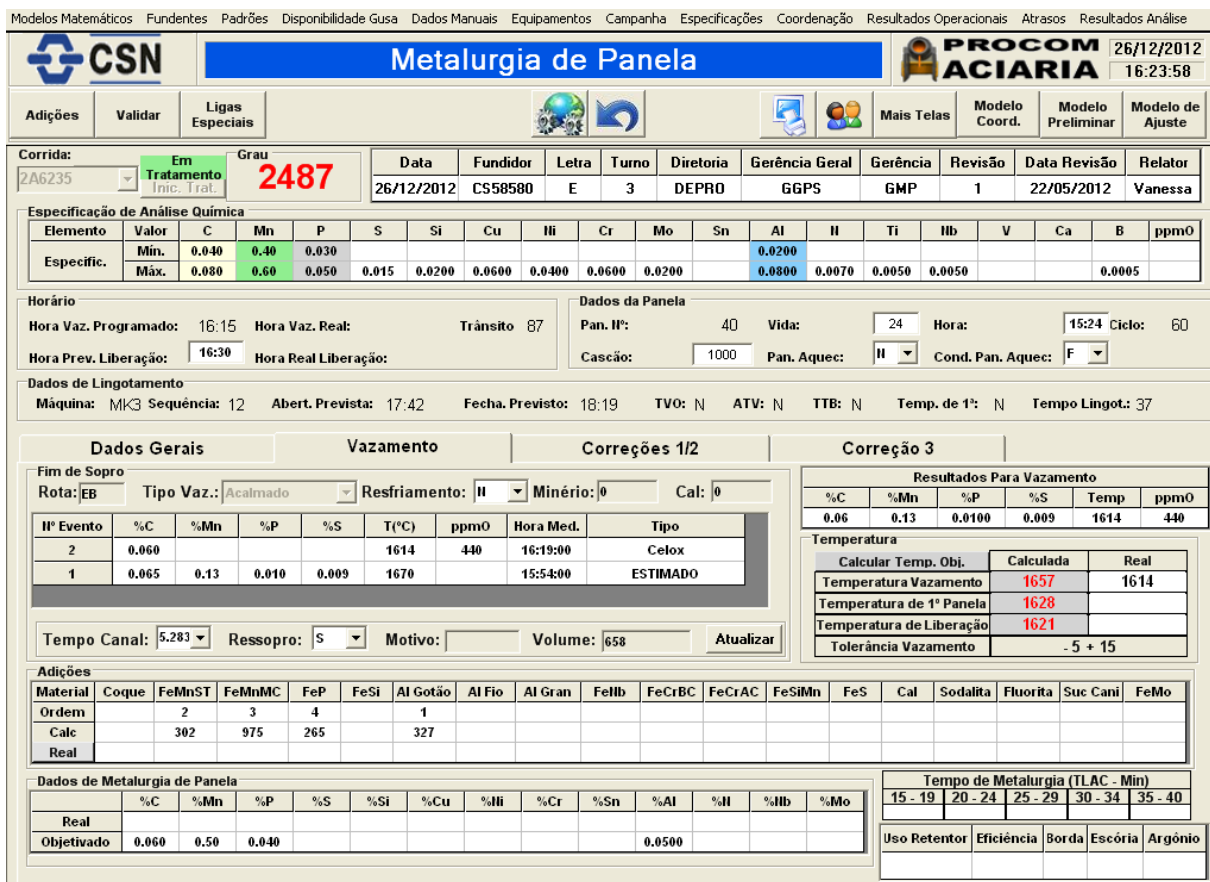 Modelos Matemáticos Fundentes Padrões Disponibilidade Gusa Dados Manuais Equipamentos Campanha Especificações Coordenação Resultados Operacionais Atrasos Resultados Análise
CSN Metalurgia de Panela PROCOM ACIARIA 26/12/2012 16:23:58
Adições Validar Ligas Especiais Mais Telas Modelo Coord. Modelo Preliminar Modelo de Ajuste
Corrida: 2A6235 Em Tratamento Inic. Trat. Grau 2487
Data Fundidor Letra Turno Diretoria Gerência Geral Gerência Revisão Data Revisão Relator
26/12/2012 CS58580 E 3 DEPRO GGPS GMP 1 22/05/2012 Vanessa
Especificação de Análise Química
Elemento Valor C Mn P S Si Cu Ni Cr Mo Sn Al N Ti Nb V Ca B ppmO
Especific. Mín. 0.040 0.40 0.030 0.0200
Máx. 0.080 0.60 0.050 0.015 0.0200 0.0600 0.0400 0.0600 0.0200 0.0800 0.0070 0.0050 0.0050 0.0005
Horário
Hora Vaz. Programado: 16:15 Hora Vaz. Real: Trânsito 87
Hora Prev. Liberação: 16:30 Hora Real Liberação:
Dados da Panela
Pan. Nº: 40 Vida: 24 Hora: 15:24 Ciclo: 60
Cascão: 1000 Pan. Aquec: N Cond. Pan. Aquec: F
Dados de Lingotamento
Máquina: MK3 Sequência: 12 Abert. Prevista: 17:42 Fecha. Previsto: 18:19 TVO: N ATV: N TTB: N Temp. de 1ª: N Tempo Lingot.: 37
Dados Gerais Vazamento Correções 1/2 Correção 3
Fim de Sopro
Rota: EB Tipo Vaz.: Acalmado Resfriamento: N Minério: 0 Cal: 0
Nº Evento %C %Mn %P %S T(ºC) ppmO Hora Med. Tipo
2 0.060 1614 440 16:19:00 Celox
1 0.065 0.13 0.010 0.009 1670 15:54:00 ESTIMADO
Tempo Canal: 5.283 Ressopro: S Motivo: Volume: 658 Atualizar
Resultados Para Vazamento
%C %Mn %P %S Temp ppmO
0.06 0.13 0.0100 0.009 1614 440
Temperatura
Calcular Temp. Obj. Calculada Real
Temperatura Vazamento 1657 1614
Temperatura de 1º Panela 1628
Temperatura de Liberação 1621
Tolerância Vazamento - 5 + 15
Adições
Material Coque FeMnST FeMnMC FeP FeSi Al Gotão Al Fio Al Gran FeNb FeCrBC FeCrAC FeSiMn FeS Cal Sodalita Fluorita Suc Cani FeMo
Ordem 2 3 4 1
Calc 302 975 265 327
Real
Dados de Metalurgia de Panela
%C %Mn %P %S %Si %Cu %Ni %Cr %Sn %Al %N %Nb %Mo
Real
Objetivado 0.060 0.50 0.040 0.0500
Tempo de Metalurgia (TLAC - Min)
15 - 19 20 - 24 25 - 29 30 - 34 35 - 40
Uso Retentor Eficiência Borda Escória Argônio